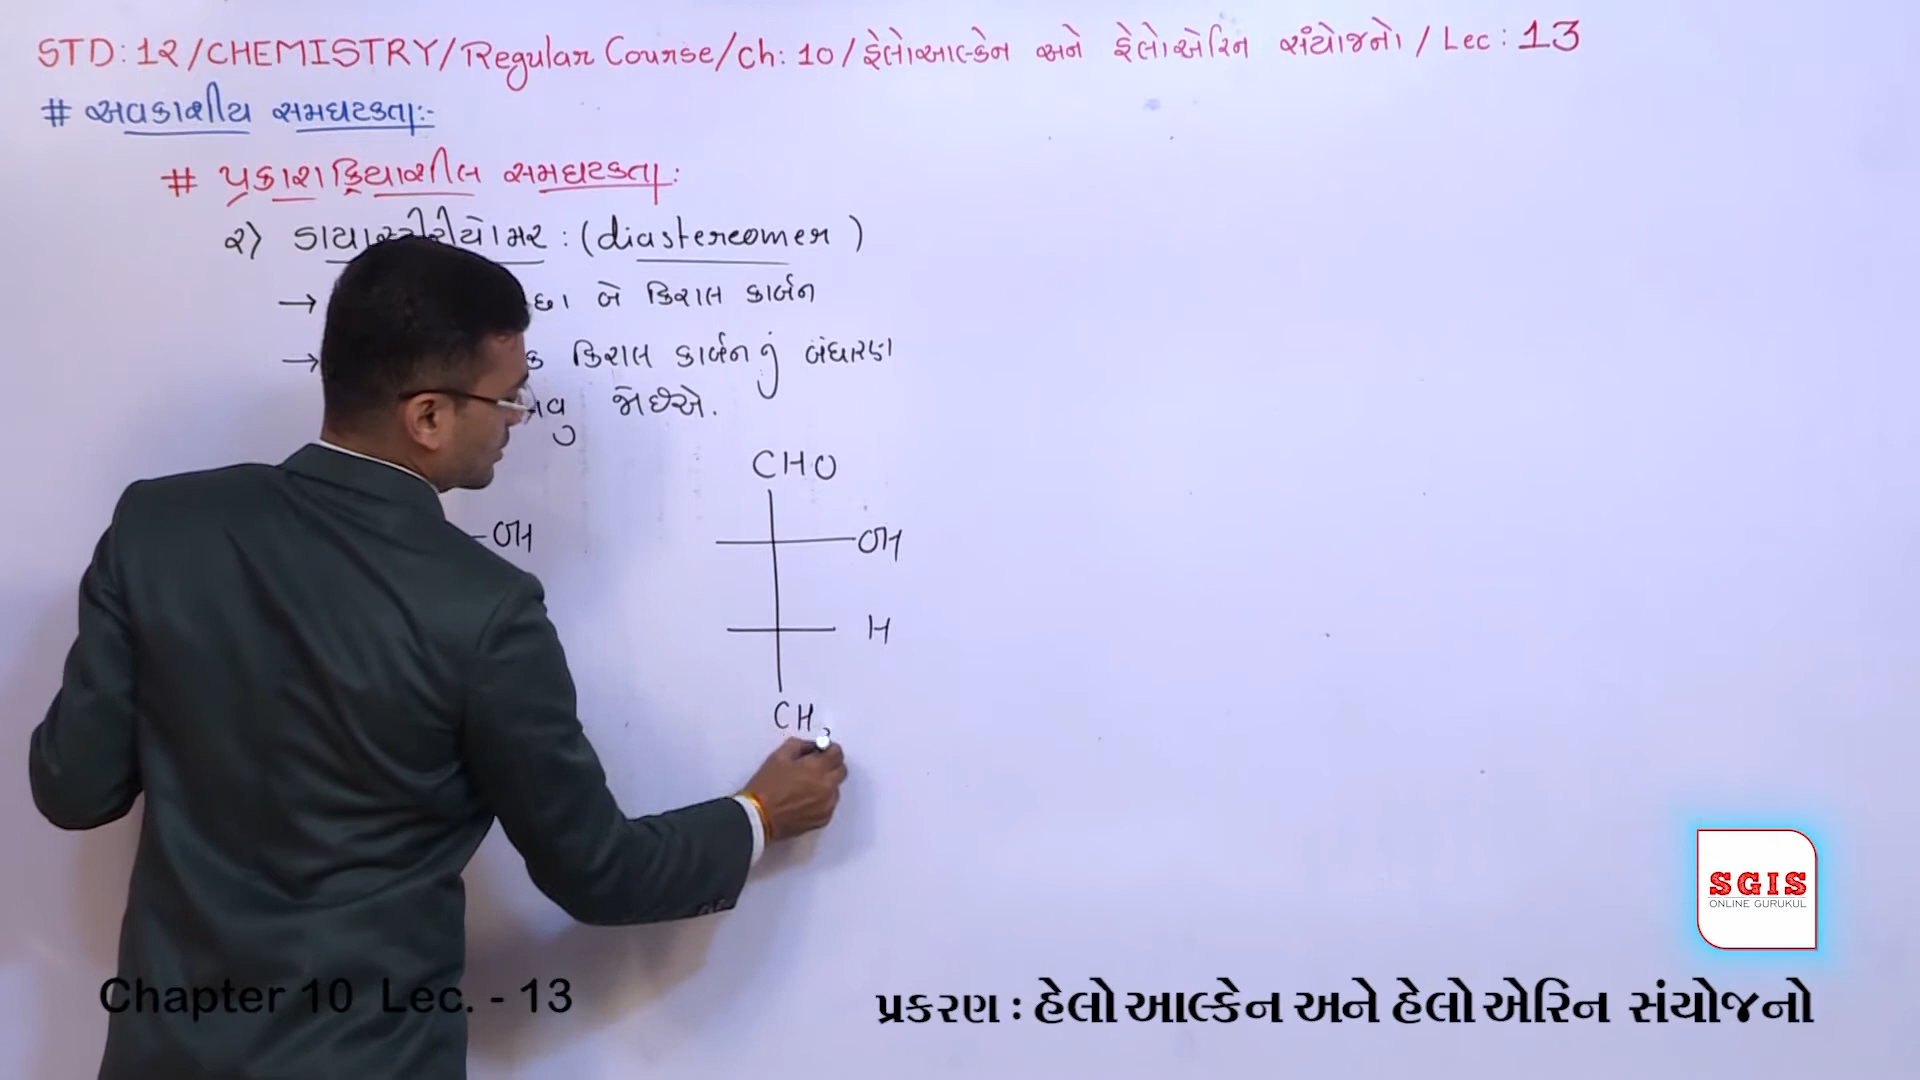 STD: 12/CHEMISTRY/Regular Course/Ch: 10/હેલોઆલ્કેન અને હેલોએરિન સંયોજનો / Lec: 13
# અવકાશીય સમઘટકતા:-
# પ્રકાશક્રિયાશીલ સમઘટકતા:
૨) ડાયાસ્ટીરીયોમર : (diastereomer)
→ બે કિરાલ કાર્બન
→ કિરાલ કાર્બનનું બંધારણ
જોઈએ.
CHO
OH
OH
H
CH
SGIS
ONLINE GURUKUL
Chapter 10 Lec. - 13
પ્રકરણ : હેલો આલ્કેન અને હેલો એરિન સંયોજનો